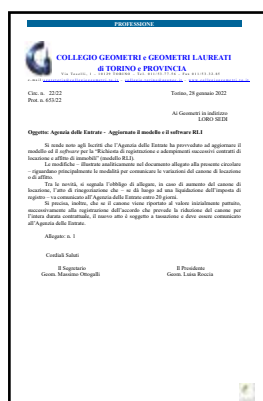 PROFESSIONE
COLLEGIO GEOMETRI e GEOMETRI LAUREATI
di TORINO e PROVINCIA
Circ. n. 22/22 Torino, 28 gennaio 2022
Prot. n. 653/22
Ai Geometri in indirizzo
LORO SEDI
Oggetto: Agenzia delle Entrate - Aggiornato il modello e il software RLI
Si rende noto agli Iscritti che l'Agenzia delle Entrate ha provveduto ad aggiornare il
modello ed il software per la "Richiesta di registrazione e adempimenti successivi contratti di
locazione e affitto di immobili" (modello RLI).
Le modifiche – illustrate analiticamente nel documento allegato alla presente circolare
– riguardano principalmente le modalità per comunicare le variazioni del canone di locazione
o di affitto.
Tra le novità, si segnala l'obbligo di allegare, in caso di aumento del canone di
locazione, l'atto di rinegoziazione che – se dà luogo ad una liquidazione dell'imposta di
registro – va comunicato all'Agenzia delle Entrate entro 20 giorni.
Si precisa, inoltre, che se il canone viene riportato al valore inizialmente pattuito,
successivamente alla registrazione dell'accordo che prevede la riduzione del canone per
l'intera durata contrattuale, il nuovo atto è soggetto a tassazione e deve essere comunicato
all'Agenzia delle Entrate.
Allegato: n. 1
Cordiali Saluti
Il Segretario Il Presidente
Geom. Massimo Ottogalli Geom. Luisa Roccia